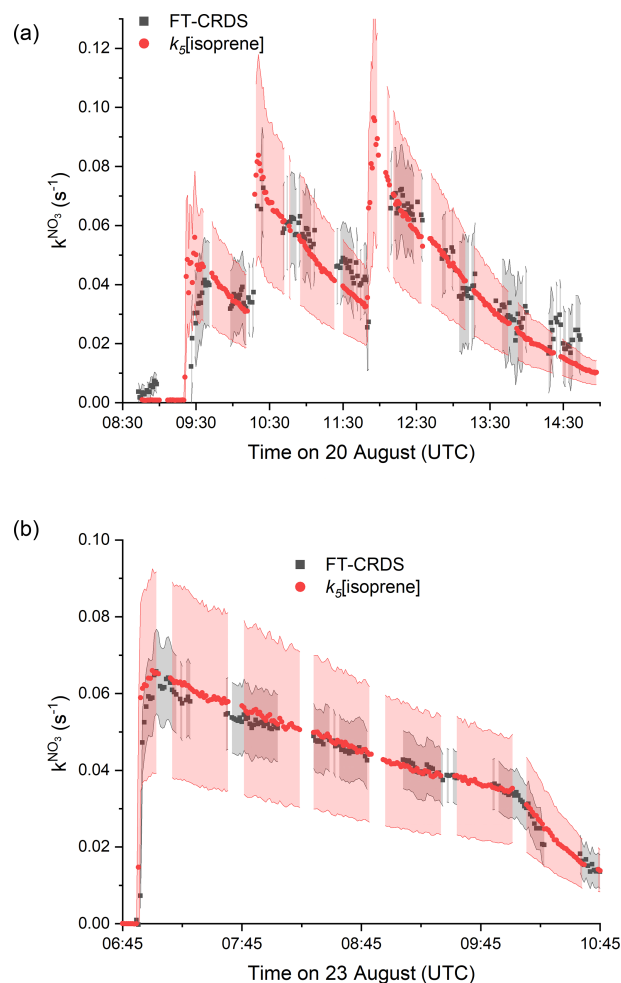 (a)
FT-CRDS
k₅[isoprene]
0.12
0.10
0.08
0.06
0.04
0.02
0.00
kᴺᴼ³ (s⁻¹)
08:30 09:30 10:30 11:30 12:30 13:30 14:30
Time on 20 August (UTC)
(b)
0.10
FT-CRDS
k₅[isoprene]
0.08
0.06
0.04
0.02
0.00
kᴺᴼ³ (s⁻¹)
06:45 07:45 08:45 09:45 10:45
Time on 23 August (UTC)